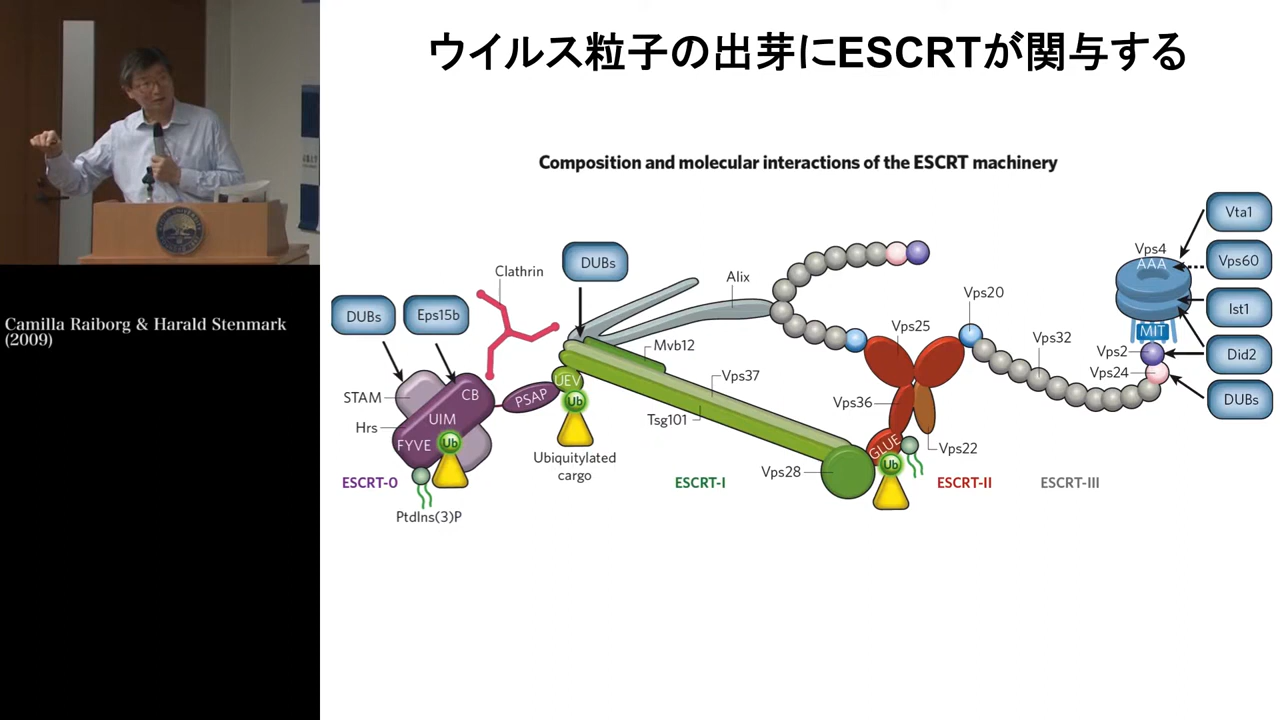 ウイルス粒子の出芽にESCRTが関与する
Composition and molecular interactions of the ESCRT machinery
Camilla Raiborg & Harald Stenmark
(2009)
DUBs
Eps15b
Clathrin
DUBs
Alix
STAM
Hrs
CB
UIM
FYVE
Ub
PSAP
UEV
Ub
Mvb12
Vps37
Tsg101
Ubiquitylated
cargo
Vps28
ESCRT-0
PtdIns(3)P
ESCRT-I
Vps25
Vps36
GLUE
Ub
Vps22
ESCRT-II
Vps20
Vps32
ESCRT-III
Vps4
AAA
MIT
Vps2
Vps24
Vta1
Vps60
Ist1
Did2
DUBs